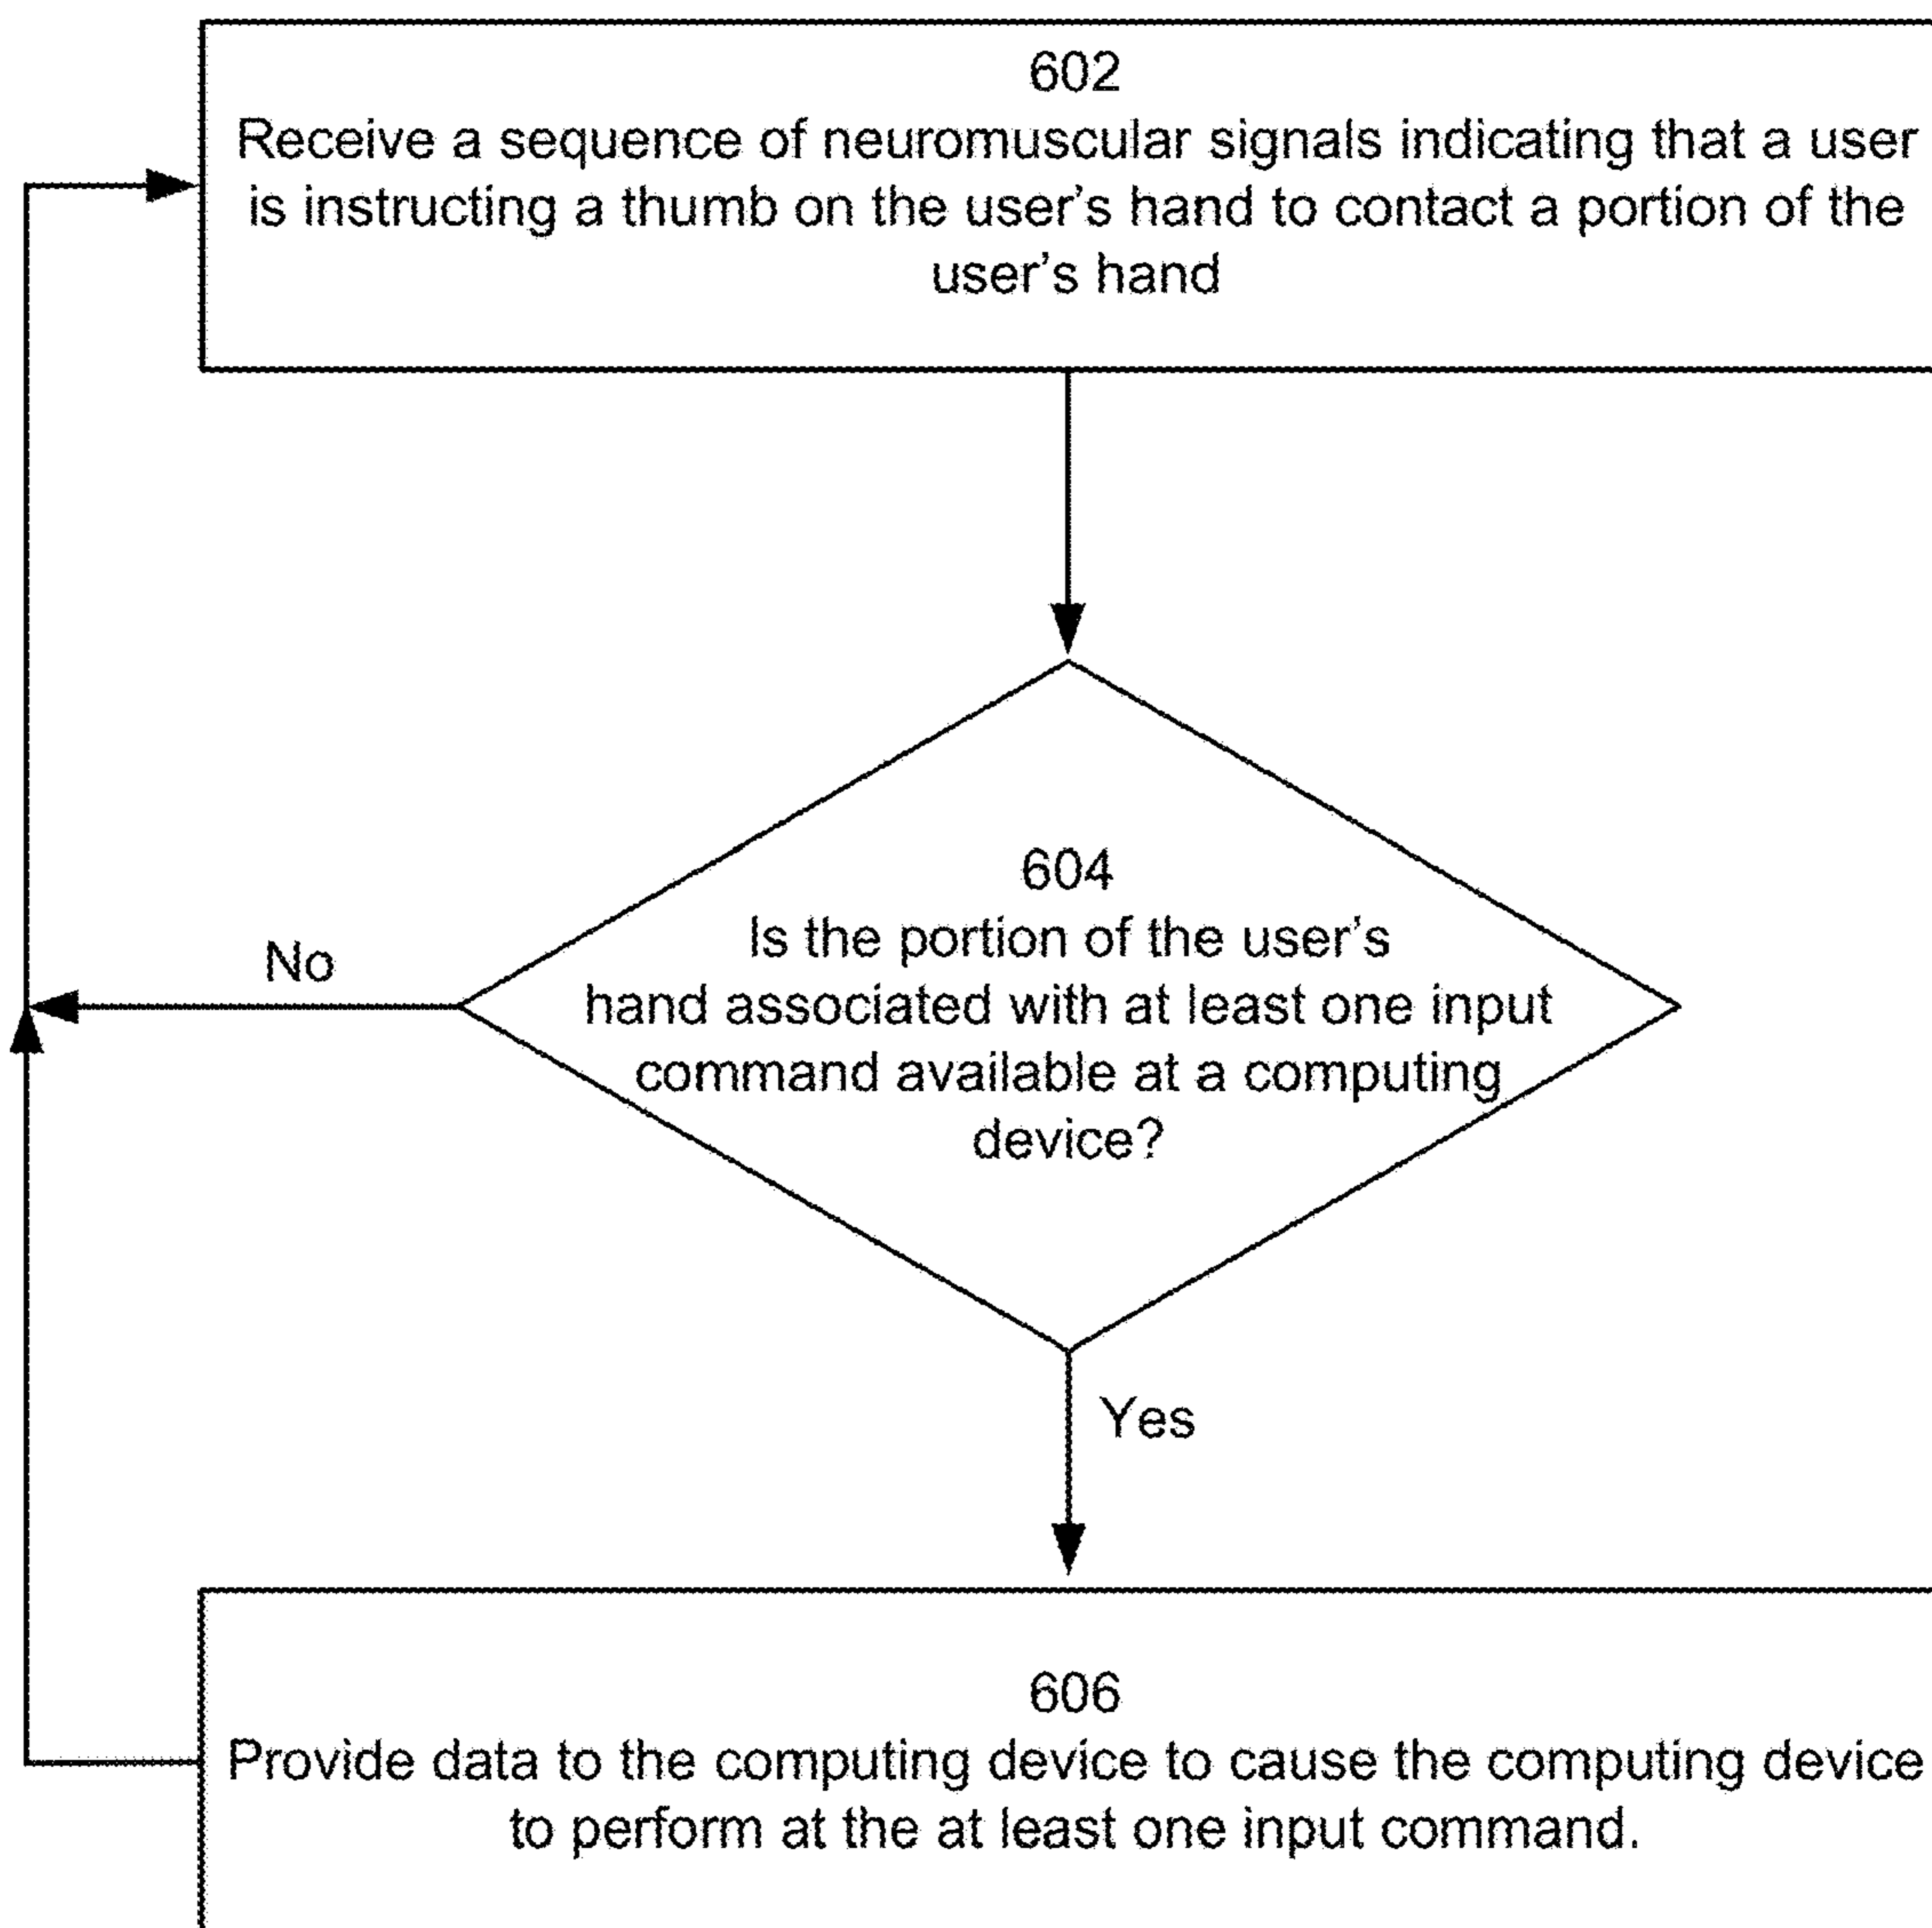 602
Receive a sequence of neuromuscular signals indicating that a user
is instructing a thumb on the user's hand to contact a portion of the
user's hand
604
Is the portion of the user's
hand associated with at least one input
command available at a computing
device?
No
Yes
606
Provide data to the computing device to cause the computing device
to perform at the at least one input command.